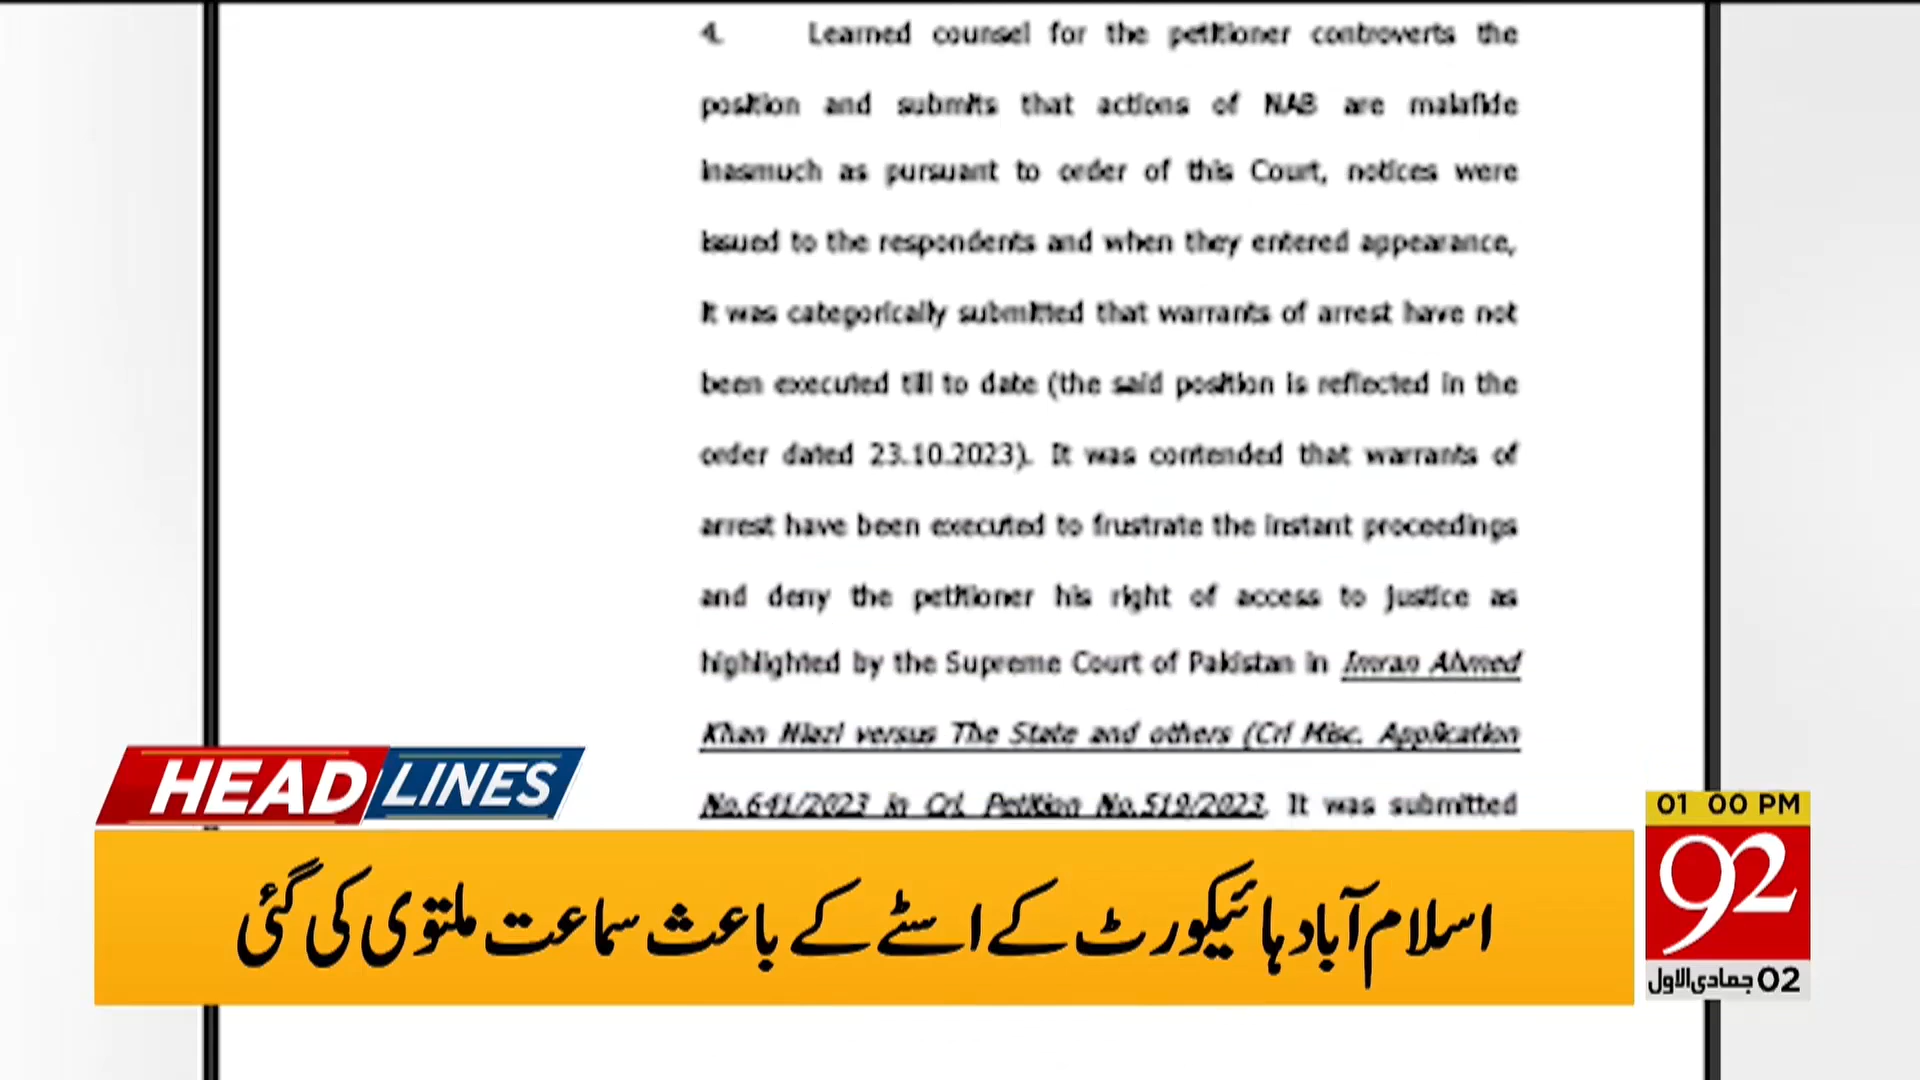 4. Learned counsel for the petitioner controverts the
position and submits that actions of NAB are malafide
inasmuch as pursuant to order of this Court, notices were
issued to the respondents and when they entered appearance,
it was categorically submitted that warrants of arrest have not
been executed till to date (the said position is reflected in the
order dated 23.10.2023). It was contended that warrants of
arrest have been executed to frustrate the instant proceedings
and deny the petitioner his right of access to justice as
highlighted by the Supreme Court of Pakistan in Imran Ahmed
Khan Niazi versus The State and others (Crl Misc. Application
No.641/2023 in Crl. Petition No.519/2023. It was submitted
HEADLINES
اسلام آباد ہائیکورٹ کے اسٹے کے باعث سماعت ملتوی کی گئی
01 00 PM
92
02 جمادی الاول